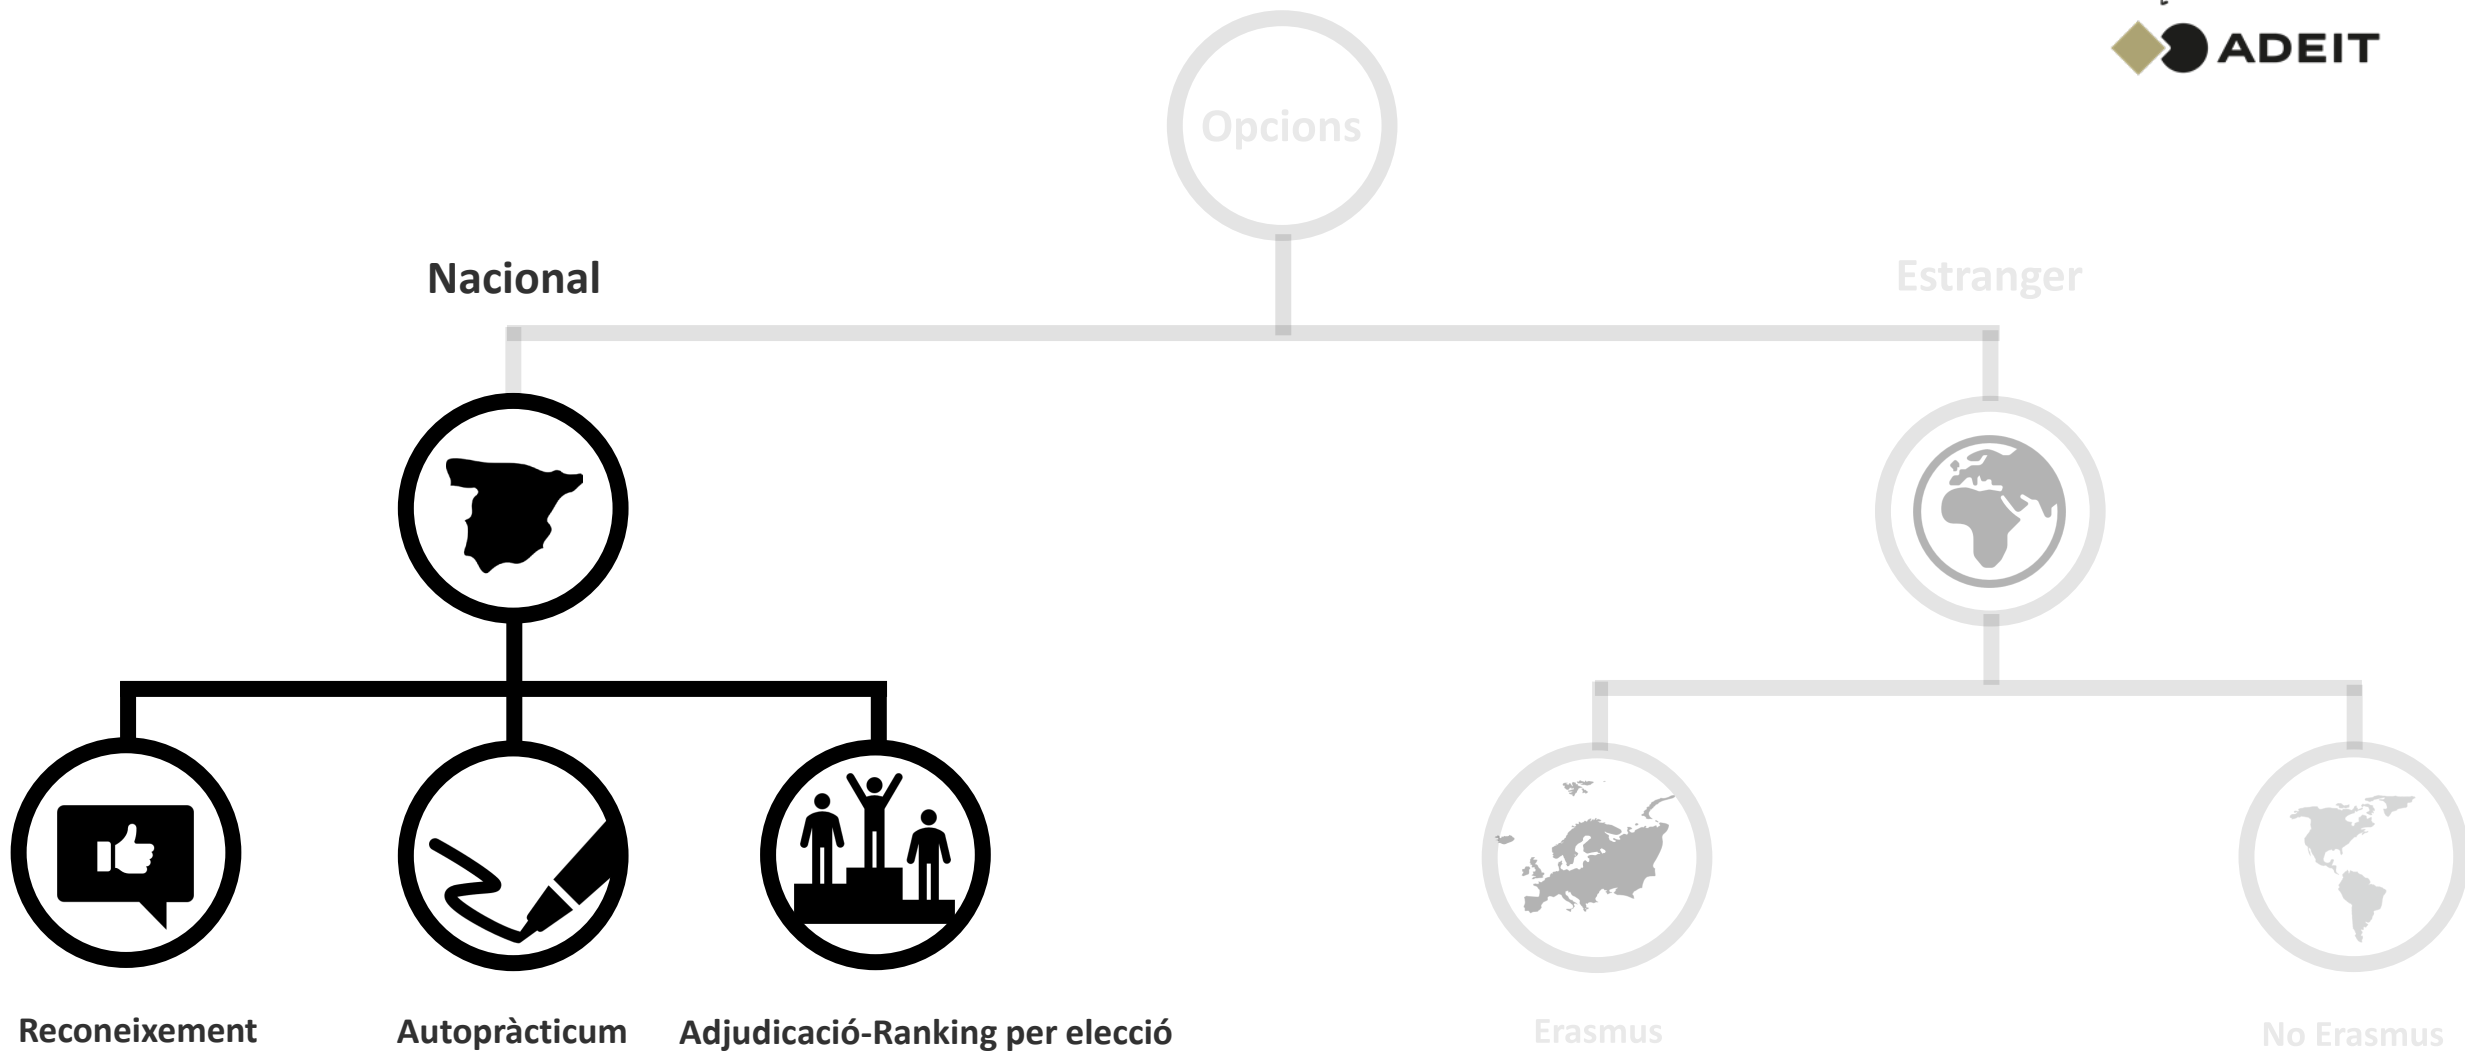 ADEIT
Opcions
Nacional
Estranger
Reconeixement
Autopràcticum
Adjudicació-Ranking per elecció
Erasmus
No Erasmus